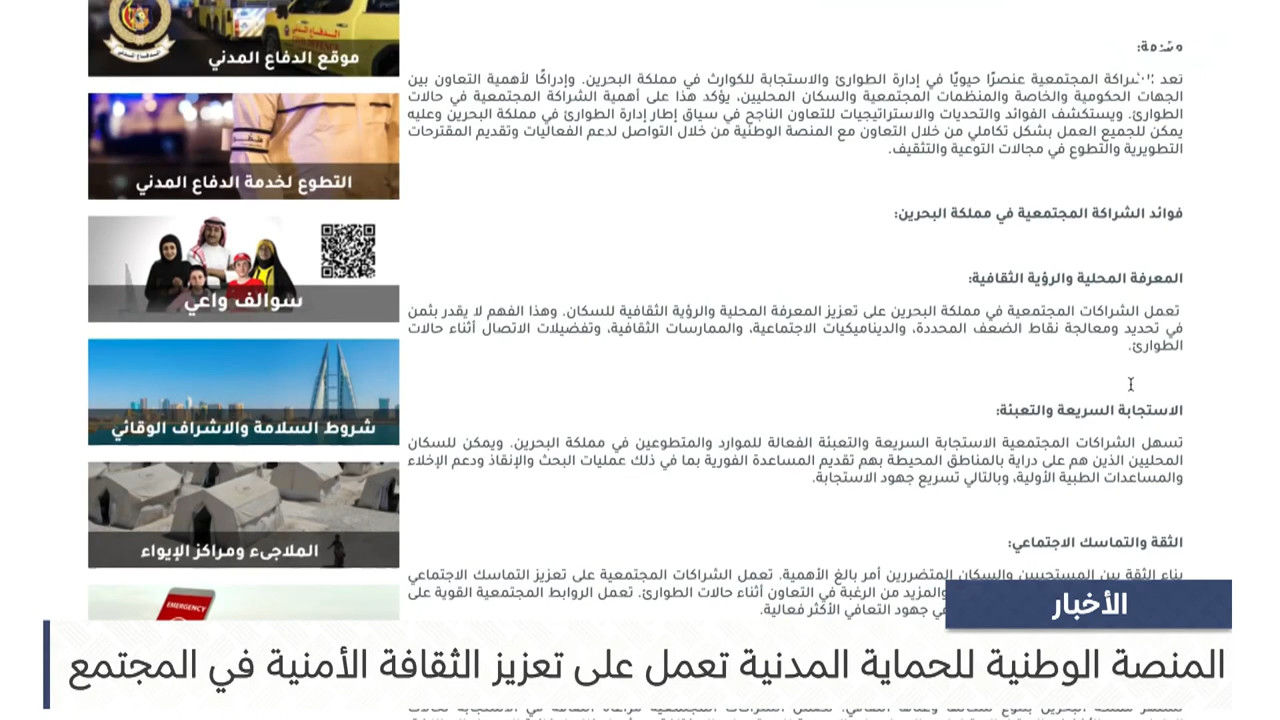 مقدمة:
تعد الشراكة المجتمعية عنصرًا حيويًا في إدارة الطوارئ والاستجابة للكوارث في مملكة البحرين. وإدراكًا لأهمية التعاون بين
الجهات الحكومية والخاصة والمنظمات المجتمعية والسكان المحليين، يؤكد هذا على أهمية الشراكة المجتمعية في حالات
الطوارئ. ويستكشف الفوائد والتحديات والاستراتيجيات للتعاون الناجح في سياق إطار إدارة الطوارئ في مملكة البحرين وعليه
يمكن للجميع العمل بشكل تكاملي من خلال التعاون مع المنصة الوطنية من خلال التواصل لدعم الفعاليات وتقديم المقترحات
التطويرية والتطوع في مجالات التوعية والتثقيف.
فوائد الشراكة المجتمعية في مملكة البحرين:
المعرفة المحلية والرؤية الثقافية:
تعمل الشراكات المجتمعية في مملكة البحرين على تعزيز المعرفة المحلية والرؤية الثقافية للسكان. وهذا الفهم لا يقدر بثمن
في تحديد ومعالجة نقاط الضعف المحددة، والديناميكيات الاجتماعية، والممارسات الثقافية، وتفضيلات الاتصال أثناء حالات
الطوارئ.
الاستجابة السريعة والتعبئة:
تسهل الشراكات المجتمعية الاستجابة السريعة والتعبئة الفعالة للموارد والمتطوعين في مملكة البحرين. ويمكن للسكان
المحليين الذين هم على دراية بالمناطق المحيطة بهم تقديم المساعدة الفورية بما في ذلك عمليات البحث والإنقاذ ودعم الإخلاء
والمساعدات الطبية الأولية، وبالتالي تسريع جهود الاستجابة.
الثقة والتماسك الاجتماعي:
بناء الثقة بين المستجيبين والسكان المتضررين أمر بالغ الأهمية. تعمل الشراكات المجتمعية على تعزيز التماسك الاجتماعي
والمزيد من الرغبة في التعاون أثناء حالات الطوارئ. تعمل الروابط المجتمعية القوية على
في جهود التعافي الأكثر فعالية.
الدفاع المدني
موقع الدفاع المدني
التطوع لخدمة الدفاع المدني
سوالف واعي
شروط السلامة والاشراف الوقائي
الملاجىء ومراكز الإيواء
EMERGENCY
الأخبار
المنصة الوطنية للحماية المدنية تعمل على تعزيز الثقافة الأمنية في المجتمع